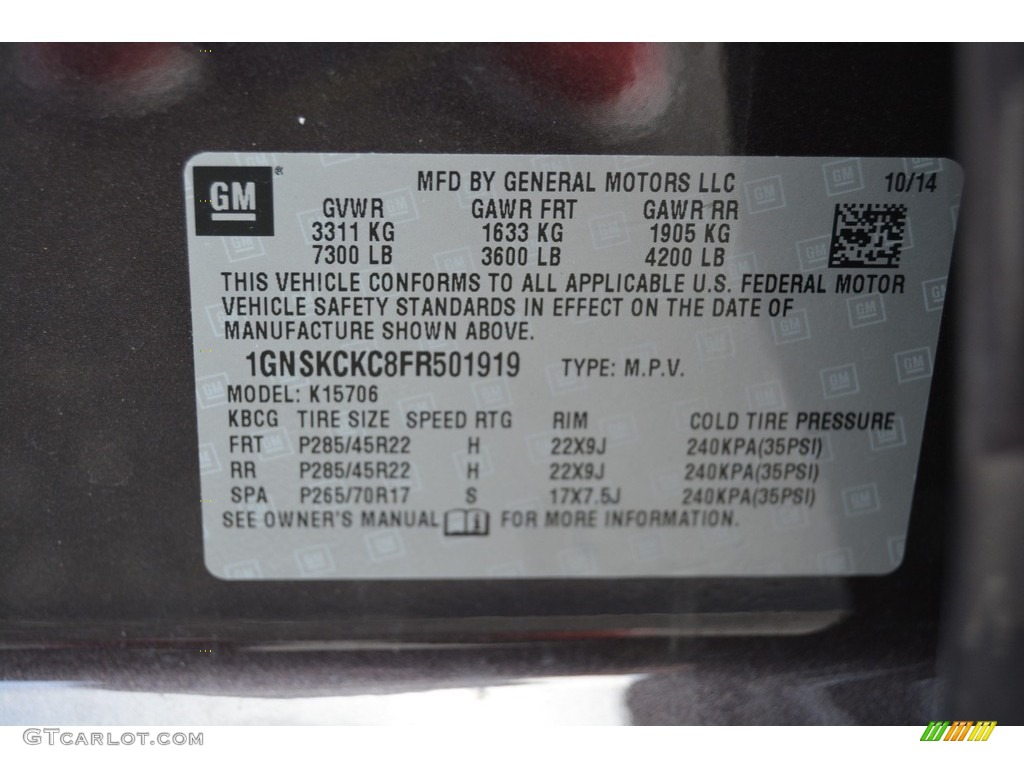 GM ® MFD BY GENERAL MOTORS LLC 10/14
GVWR GAWR FRT GAWR RR
3311 KG 1633 KG 1905 KG
7300 LB 3600 LB 4200 LB
THIS VEHICLE CONFORMS TO ALL APPLICABLE U.S. FEDERAL MOTOR
VEHICLE SAFETY STANDARDS IN EFFECT ON THE DATE OF
MANUFACTURE SHOWN ABOVE.
1GNSKCKC8FR501919 TYPE: M.P.V.
MODEL: K15706
KBCG TIRE SIZE SPEED RTG RIM COLD TIRE PRESSURE
FRT P285/45R22 H 22X9J 240KPA(35PSI)
RR P285/45R22 H 22X9J 240KPA(35PSI)
SPA P265/70R17 S 17X7.5J 240KPA(35PSI)
SEE OWNER'S MANUAL FOR MORE INFORMATION.
GTcarlot.com